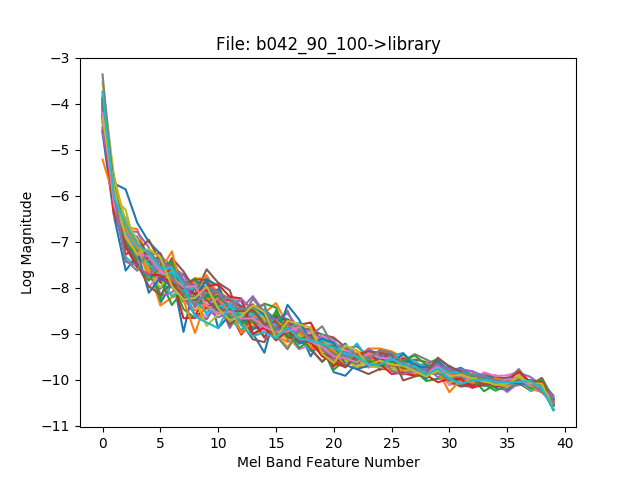 File: b042_90_100->library
−3
−4
−5
−6
−7
−8
−9
−10
−11
Log Magnitude
0 5 10 15 20 25 30 35 40
Mel Band Feature Number